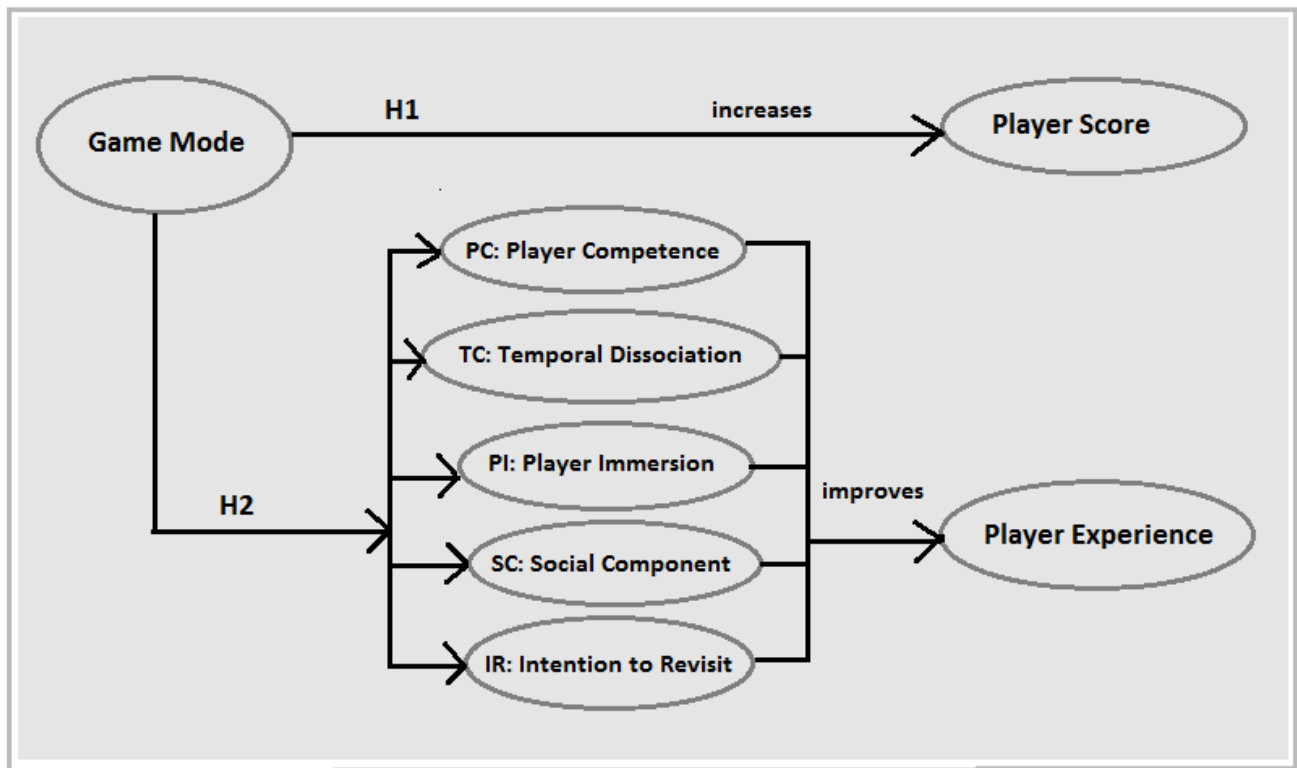 H1
increases
Player Score
Game Mode
PC: Player Competence
TC: Temporal Dissociation
PI: Player Immersion
improves
H2
Player Experience
SC: Social Component
IR: Intention to Revisit